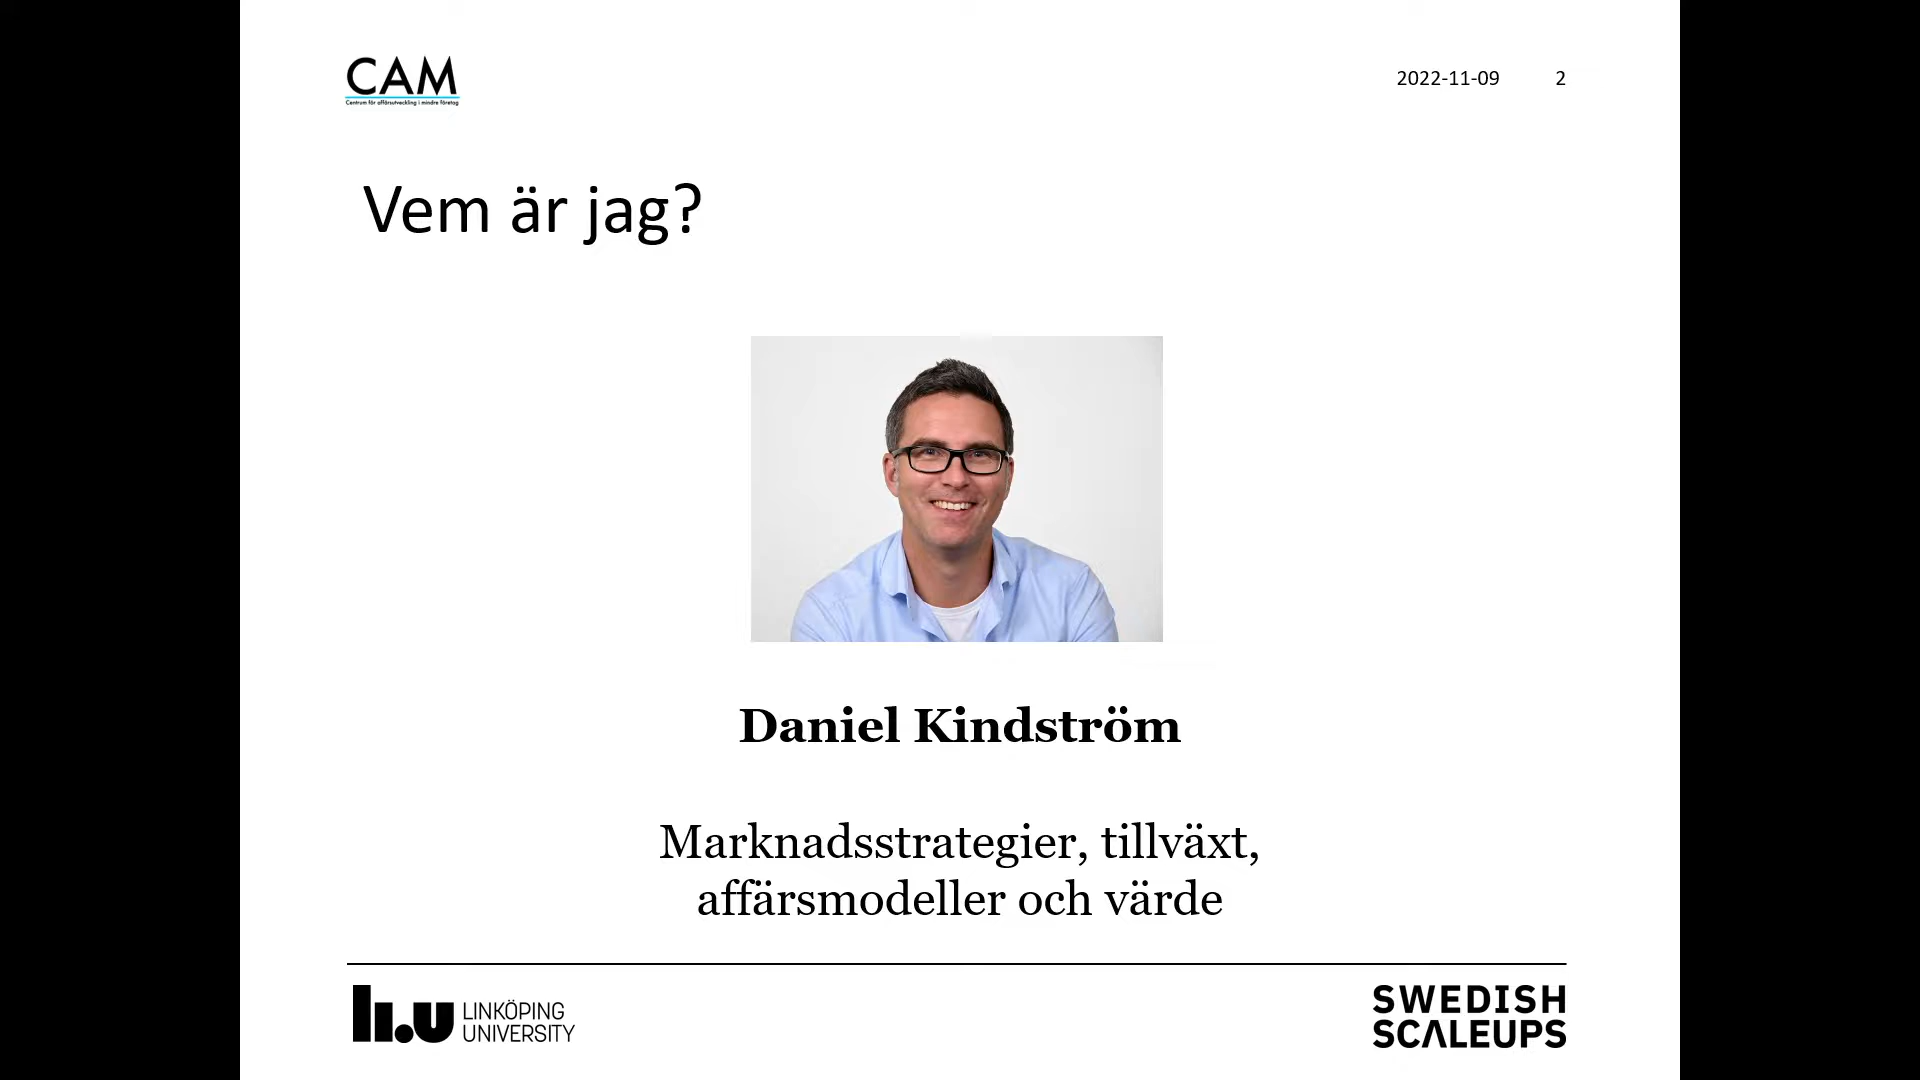 CAM
Centrum för affärsutveckling i mindre företag
2022-11-09 2
Vem är jag?
Daniel Kindström
Marknadsstrategier, tillväxt,
affärsmodeller och värde
li.u LINKÖPING
UNIVERSITY
SWEDISH
SCALEUPS